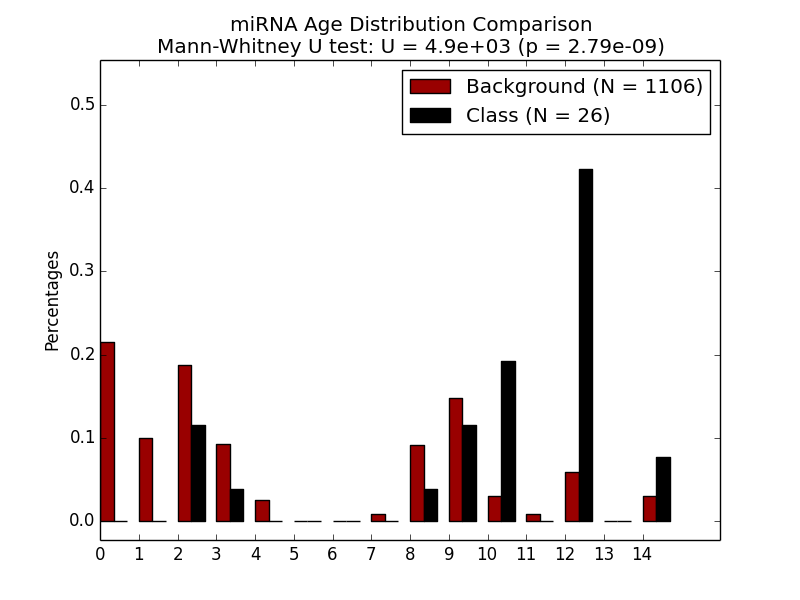 miRNA Age Distribution Comparison
Mann-Whitney U test: U = 4.9e+03 (p = 2.79e-09)
Background (N = 1106)
Class (N = 26)
Percentages
0.5
0.4
0.3
0.2
0.1
0.0
0 1 2 3 4 5 6 7 8 9 10 11 12 13 14